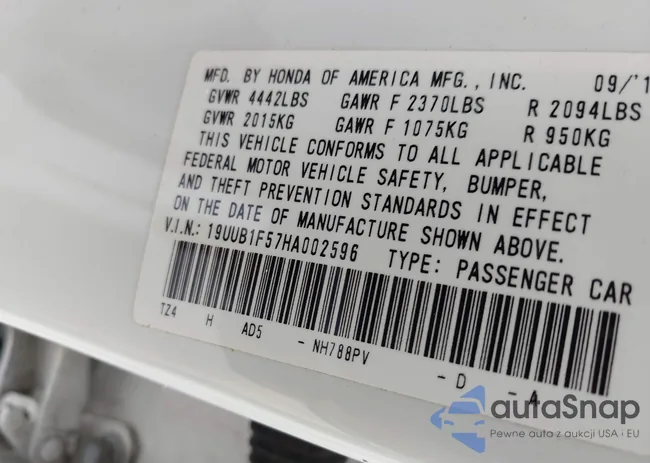 MFD. BY HONDA OF AMERICA MFG., INC. 09/'1
GVWR 4442LBS GAWR F 2370LBS R 2094LBS
GVWR 2015KG GAWR F 1075KG R 950KG
THIS VEHICLE CONFORMS TO ALL APPLICABLE
FEDERAL MOTOR VEHICLE SAFETY, BUMPER,
AND THEFT PREVENTION STANDARDS IN EFFECT
ON THE DATE OF MANUFACTURE SHOWN ABOVE.
V.I.N.: 19UUB1F57HA002596 TYPE: PASSENGER CAR
TZ4 H AD5 - NH788PV - D - A
autaSnap
Pewne auta z aukcji USA i EU